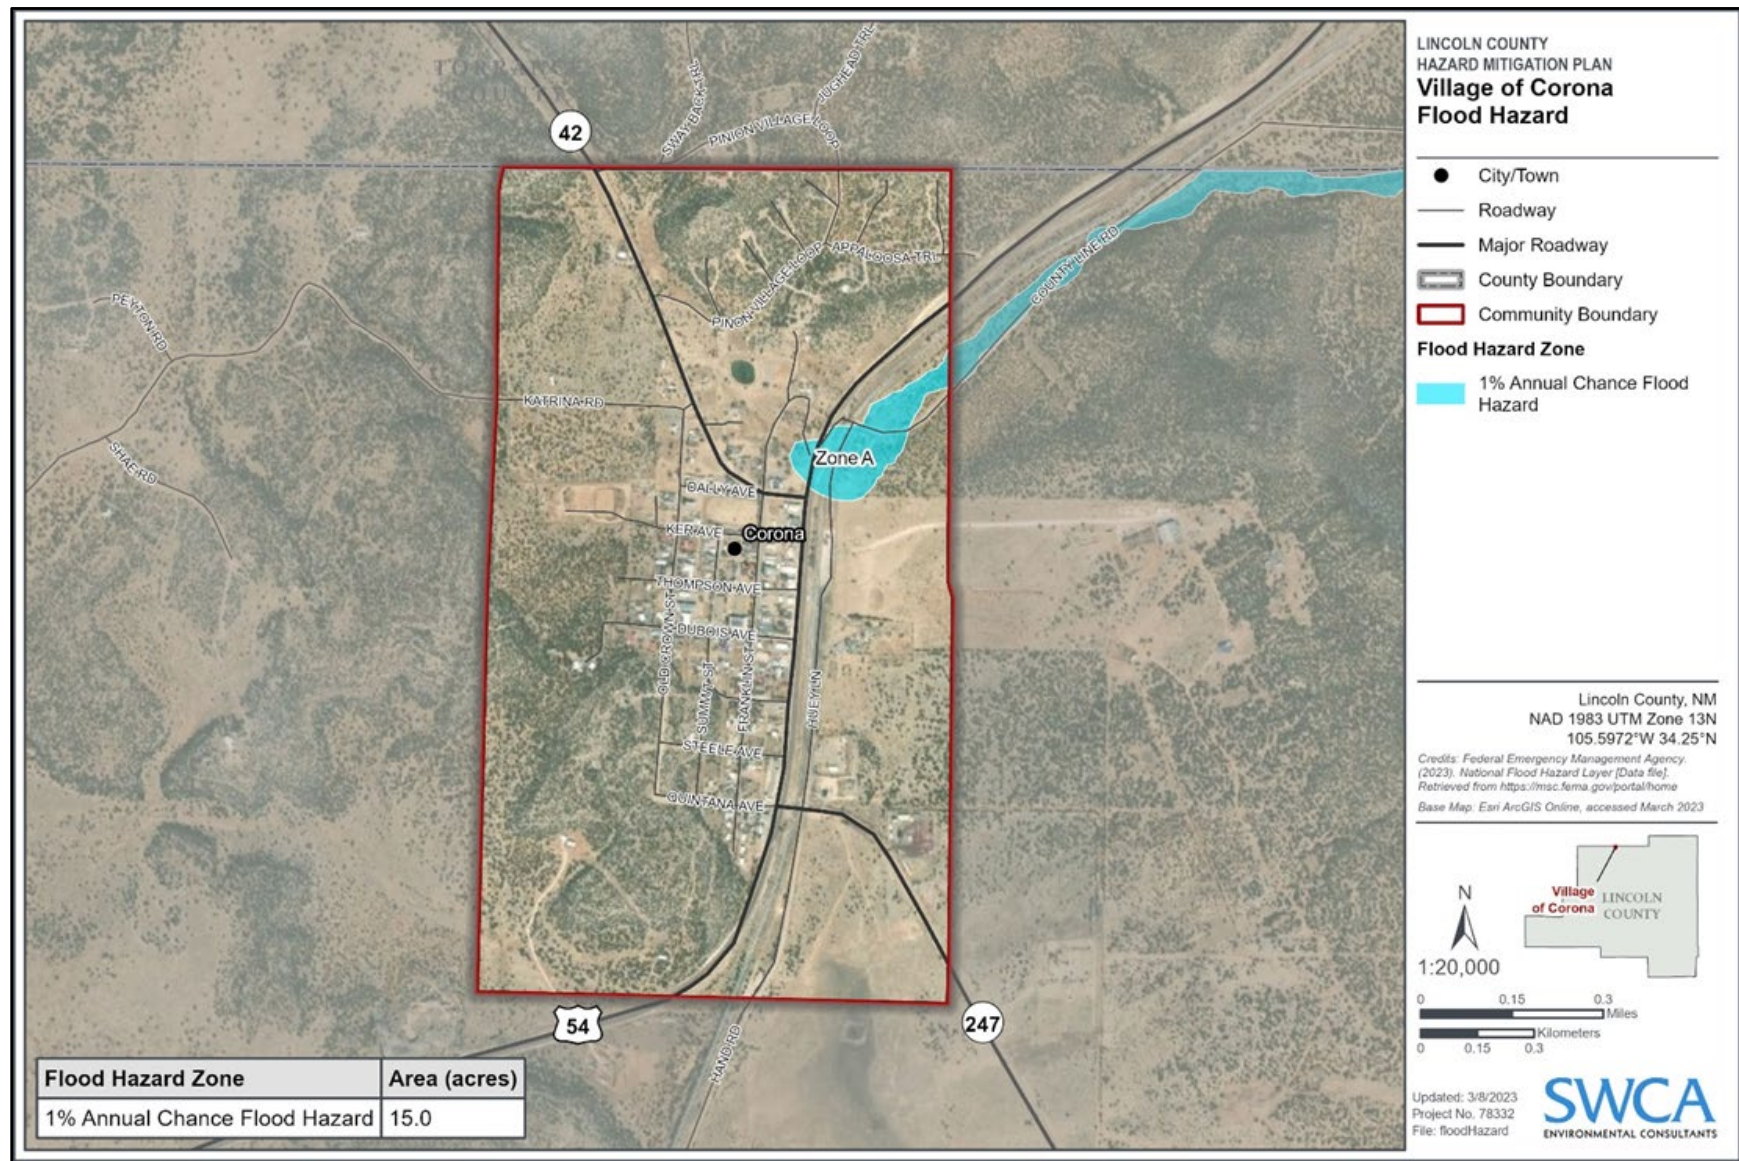 LINCOLN COUNTY
HAZARD MITIGATION PLAN
Village of Corona
Flood Hazard
City/Town
Roadway
Major Roadway
County Boundary
Community Boundary
Flood Hazard Zone
1% Annual Chance Flood
Hazard
Lincoln County, NM
NAD 1983 UTM Zone 13N
105.5972°W 34.25°N
Credits: Federal Emergency Management Agency.
(2023). National Flood Hazard Layer [Data file].
Retrieved from https://msc.fema.gov/portal/home
Base Map: Esri ArcGIS Online, accessed March 2023
Village
of Corona
LINCOLN
COUNTY
N
1:20,000
0 0.15 0.3
Miles
Kilometers
0 0.15 0.3
Updated: 3/8/2023
Project No. 78332
File: floodHazard
SWCA
ENVIRONMENTAL CONSULTANTS
42
SWAY BACK TRL
JUGHEAD TRL
PINION VILLAGE LOOP
APPALOOSA TRL
PINON VILLAGE LOOP
COUNTY LINE RD
PEYTON RD
KATRINA RD
SHAE RD
Zone A
DALLY AVE
KER AVE
Corona
THOMPSON AVE
DUBOIS AVE
OLD CROWN ST
SUMMIT ST
FRANKLIN ST
HUEY LN
STEELE AVE
QUINTANA AVE
54
247
HAND RD
Flood Hazard Zone Area (acres)
1% Annual Chance Flood Hazard 15.0